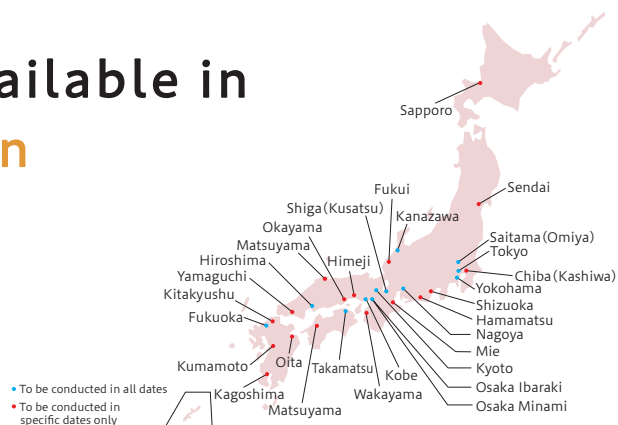 ailable in
n
Sapporo
Sendai
Fukui
Shiga(Kusatsu)
Kanazawa
Okayama
Matsuyama
Himeji
Hiroshima
Yamaguchi
Kitakyushu
Fukuoka
Saitama(Omiya)
Tokyo
Chiba(Kashiwa)
Yokohama
Shizuoka
Hamamatsu
Nagoya
Mie
Kyoto
Osaka Ibaraki
Osaka Minami
Kobe
Wakayama
Takamatsu
Oita
Kumamoto
Kagoshima
Matsuyama
To be conducted in all dates
To be conducted in
specific dates only